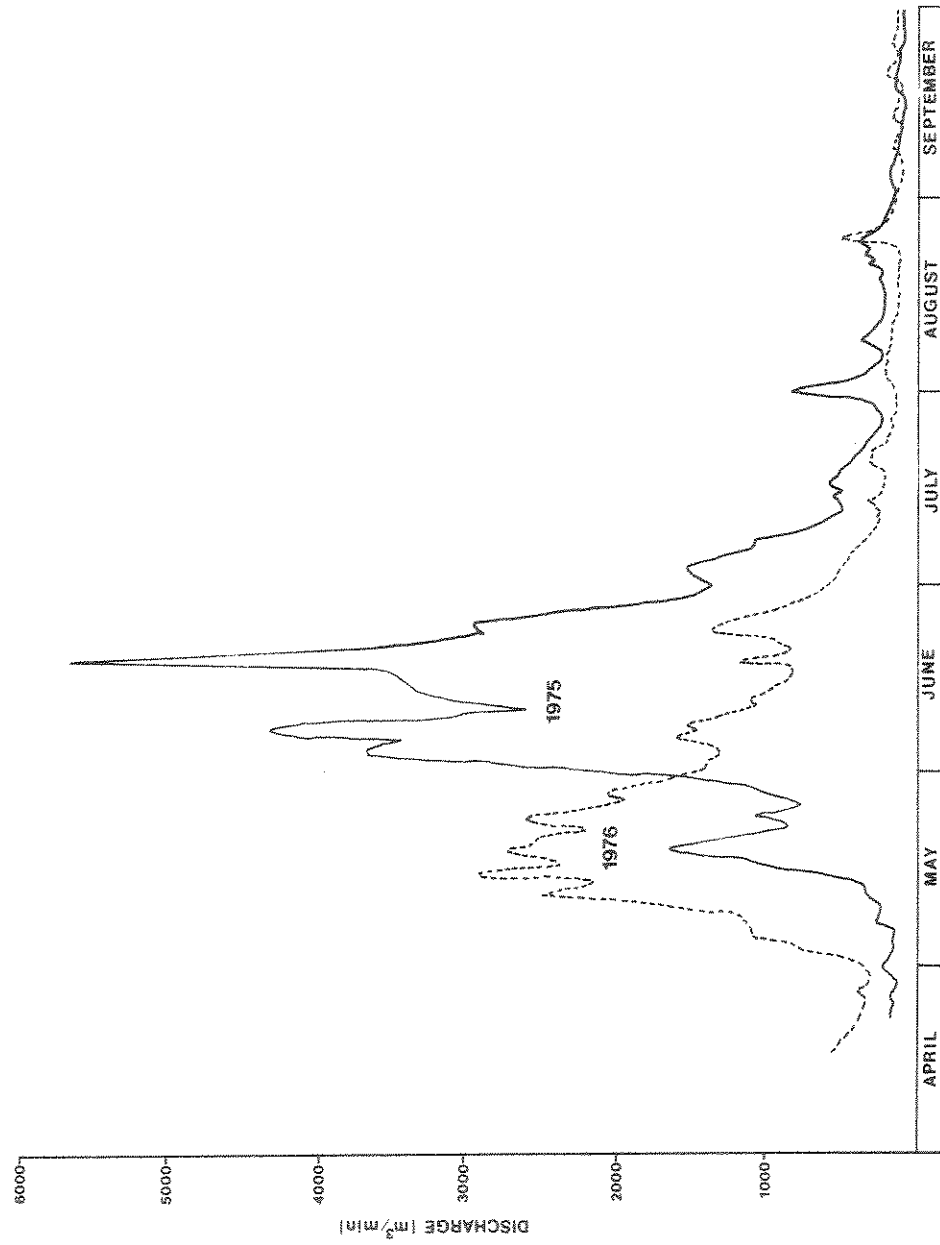 6000
5000
4000
3000
2000
1000
DISCHARGE (m³/min)
1975
1976
APRIL
MAY
JUNE
JULY
AUGUST
SEPTEMBER